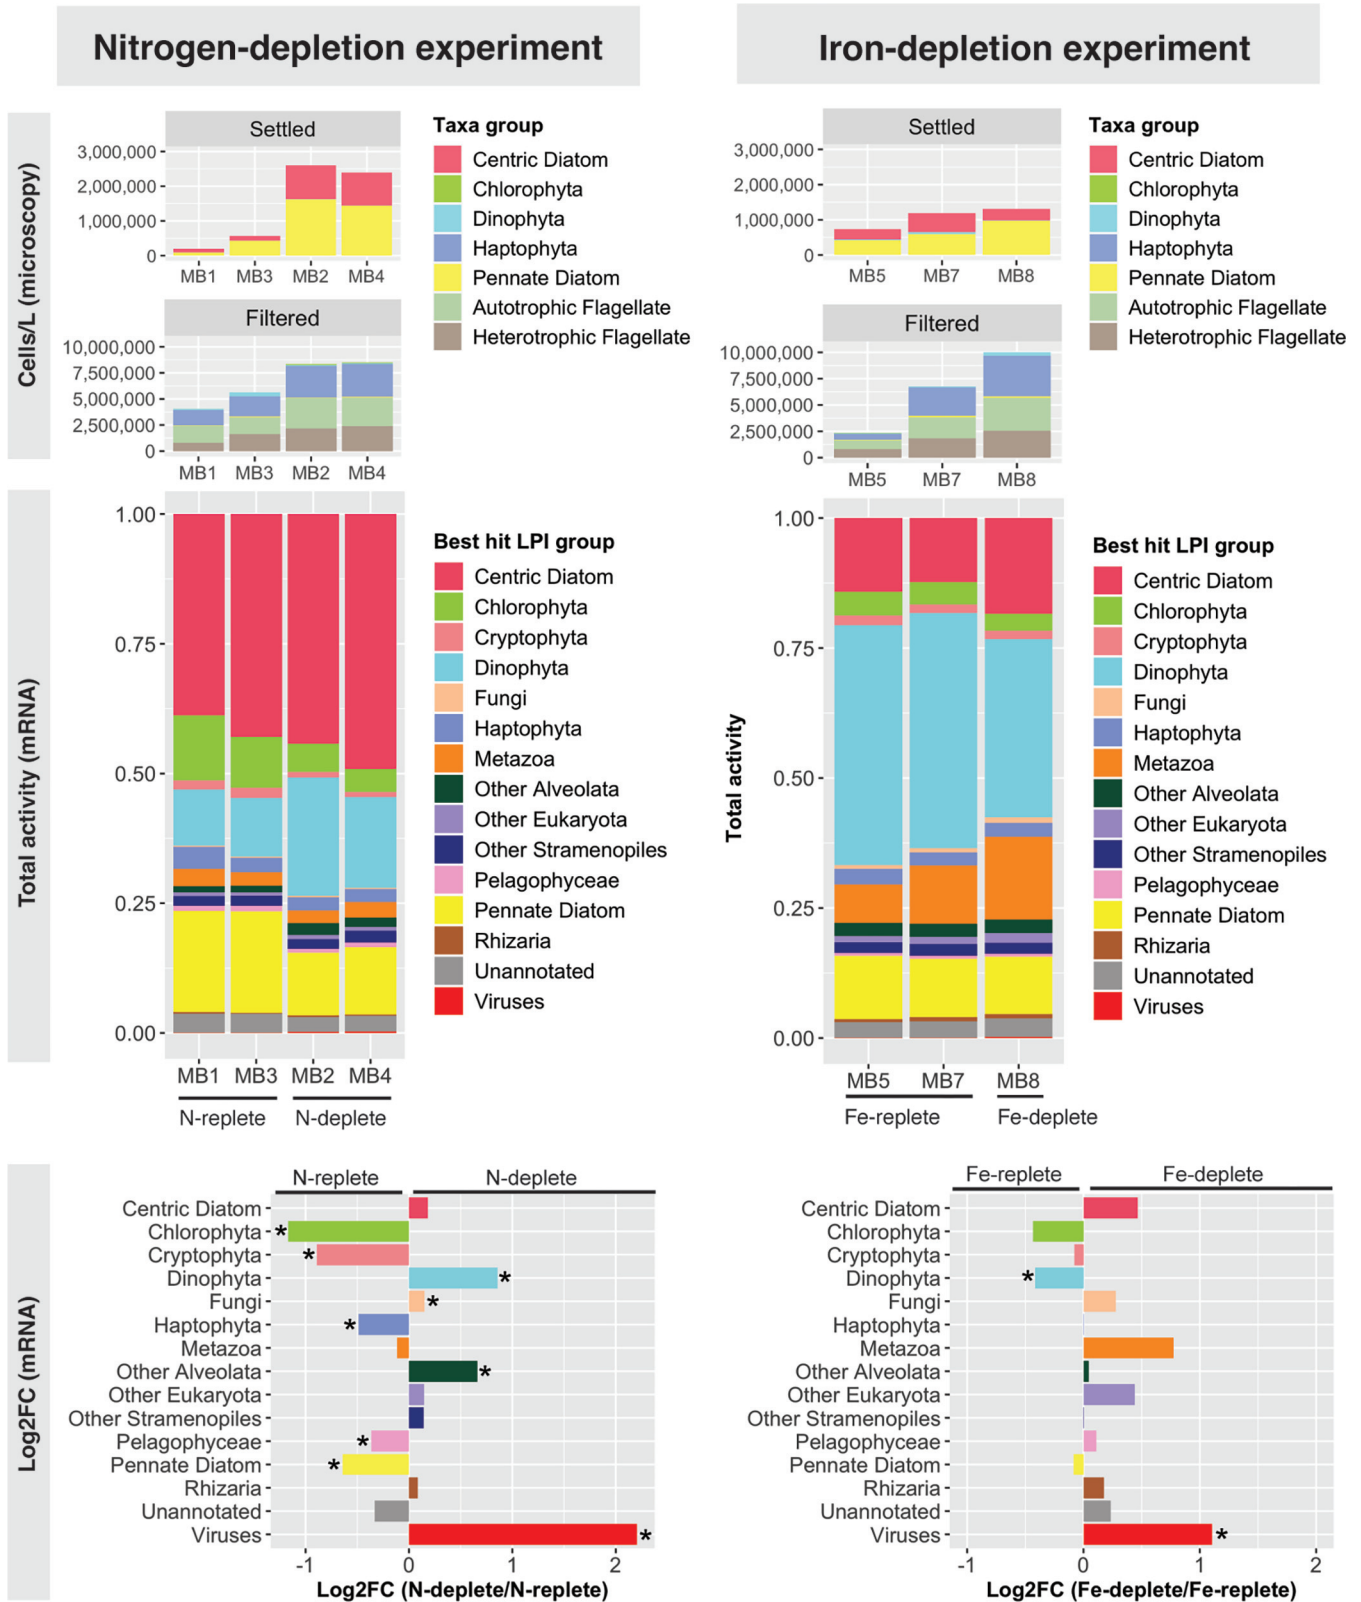 Nitrogen-depletion experiment
Iron-depletion experiment
Cells/L (microscopy)
Settled
3,000,000
2,000,000
1,000,000
0
MB1 MB3 MB2 MB4
Filtered
10,000,000
7,500,000
5,000,000
2,500,000
0
MB1 MB3 MB2 MB4
Taxa group
Centric Diatom
Chlorophyta
Dinophyta
Haptophyta
Pennate Diatom
Autotrophic Flagellate
Heterotrophic Flagellate
Settled
3,000,000
2,000,000
1,000,000
0
MB5 MB7 MB8
Filtered
10,000,000
7,500,000
5,000,000
2,500,000
0
MB5 MB7 MB8
Taxa group
Centric Diatom
Chlorophyta
Dinophyta
Haptophyta
Pennate Diatom
Autotrophic Flagellate
Heterotrophic Flagellate
Total activity (mRNA)
1.00
0.75
0.50
0.25
0.00
MB1 MB3 MB2 MB4
N-replete N-deplete
Best hit LPI group
Centric Diatom
Chlorophyta
Cryptophyta
Dinophyta
Fungi
Haptophyta
Metazoa
Other Alveolata
Other Eukaryota
Other Stramenopiles
Pelagophyceae
Pennate Diatom
Rhizaria
Unannotated
Viruses
Total activity
1.00
0.75
0.50
0.25
0.00
MB5 MB7 MB8
Fe-replete Fe-deplete
Best hit LPI group
Centric Diatom
Chlorophyta
Cryptophyta
Dinophyta
Fungi
Haptophyta
Metazoa
Other Alveolata
Other Eukaryota
Other Stramenopiles
Pelagophyceae
Pennate Diatom
Rhizaria
Unannotated
Viruses
Log2FC (mRNA)
N-replete N-deplete
Centric Diatom
Chlorophyta *
Cryptophyta *
Dinophyta *
Fungi *
Haptophyta *
Metazoa
Other Alveolata *
Other Eukaryota
Other Stramenopiles
Pelagophyceae *
Pennate Diatom *
Rhizaria
Unannotated
Viruses *
-1 0 1 2
Log2FC (N-deplete/N-replete)
Fe-replete Fe-deplete
Centric Diatom
Chlorophyta
Cryptophyta
Dinophyta *
Fungi
Haptophyta
Metazoa
Other Alveolata
Other Eukaryota
Other Stramenopiles
Pelagophyceae
Pennate Diatom
Rhizaria
Unannotated
Viruses *
-1 0 1 2
Log2FC (Fe-deplete/Fe-replete)